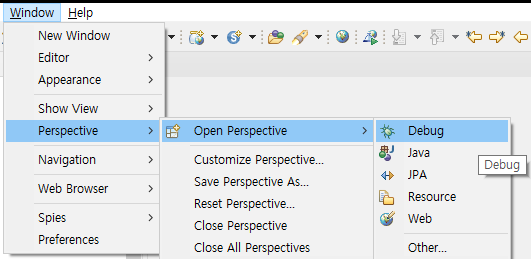 Window Help
New Window
Editor
Appearance
Show View
Perspective
Navigation
Web Browser
Spies
Preferences
Open Perspective
Customize Perspective...
Save Perspective As...
Reset Perspective...
Close Perspective
Close All Perspectives
Debug
Java
JPA
Resource
Web
Other...
Debug